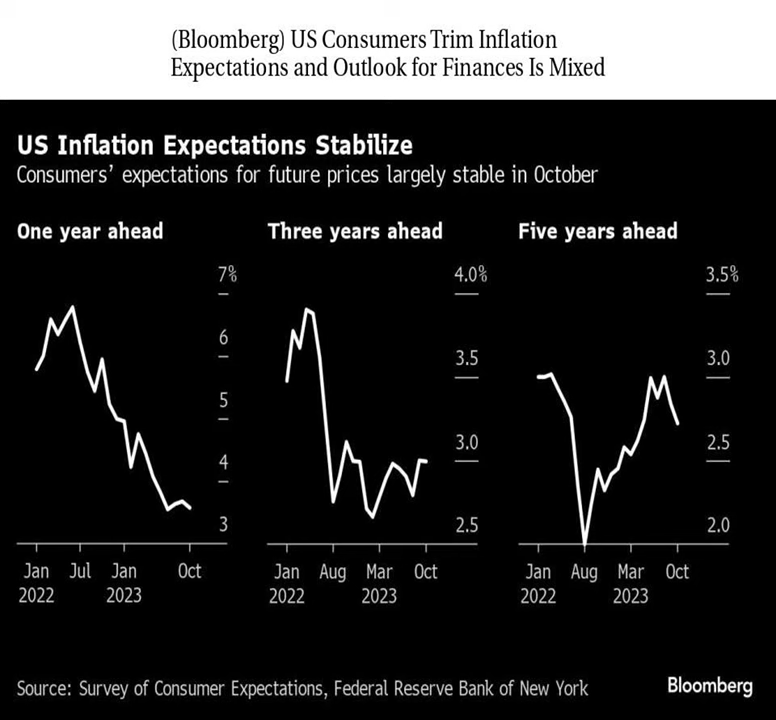 (Bloomberg) US Consumers Trim Inflation
Expectations and Outlook for Finances Is Mixed
US Inflation Expectations Stabilize
Consumers' expectations for future prices largely stable in October
One year ahead
7%
6
5
4
3
Jan Jul Jan Oct
2022 2023
Three years ahead
4.0%
3.5
3.0
2.5
Jan Aug Mar Oct
2022 2023
Five years ahead
3.5%
3.0
2.5
2.0
Jan Aug Mar Oct
2022 2023
Source: Survey of Consumer Expectations, Federal Reserve Bank of New York
Bloomberg